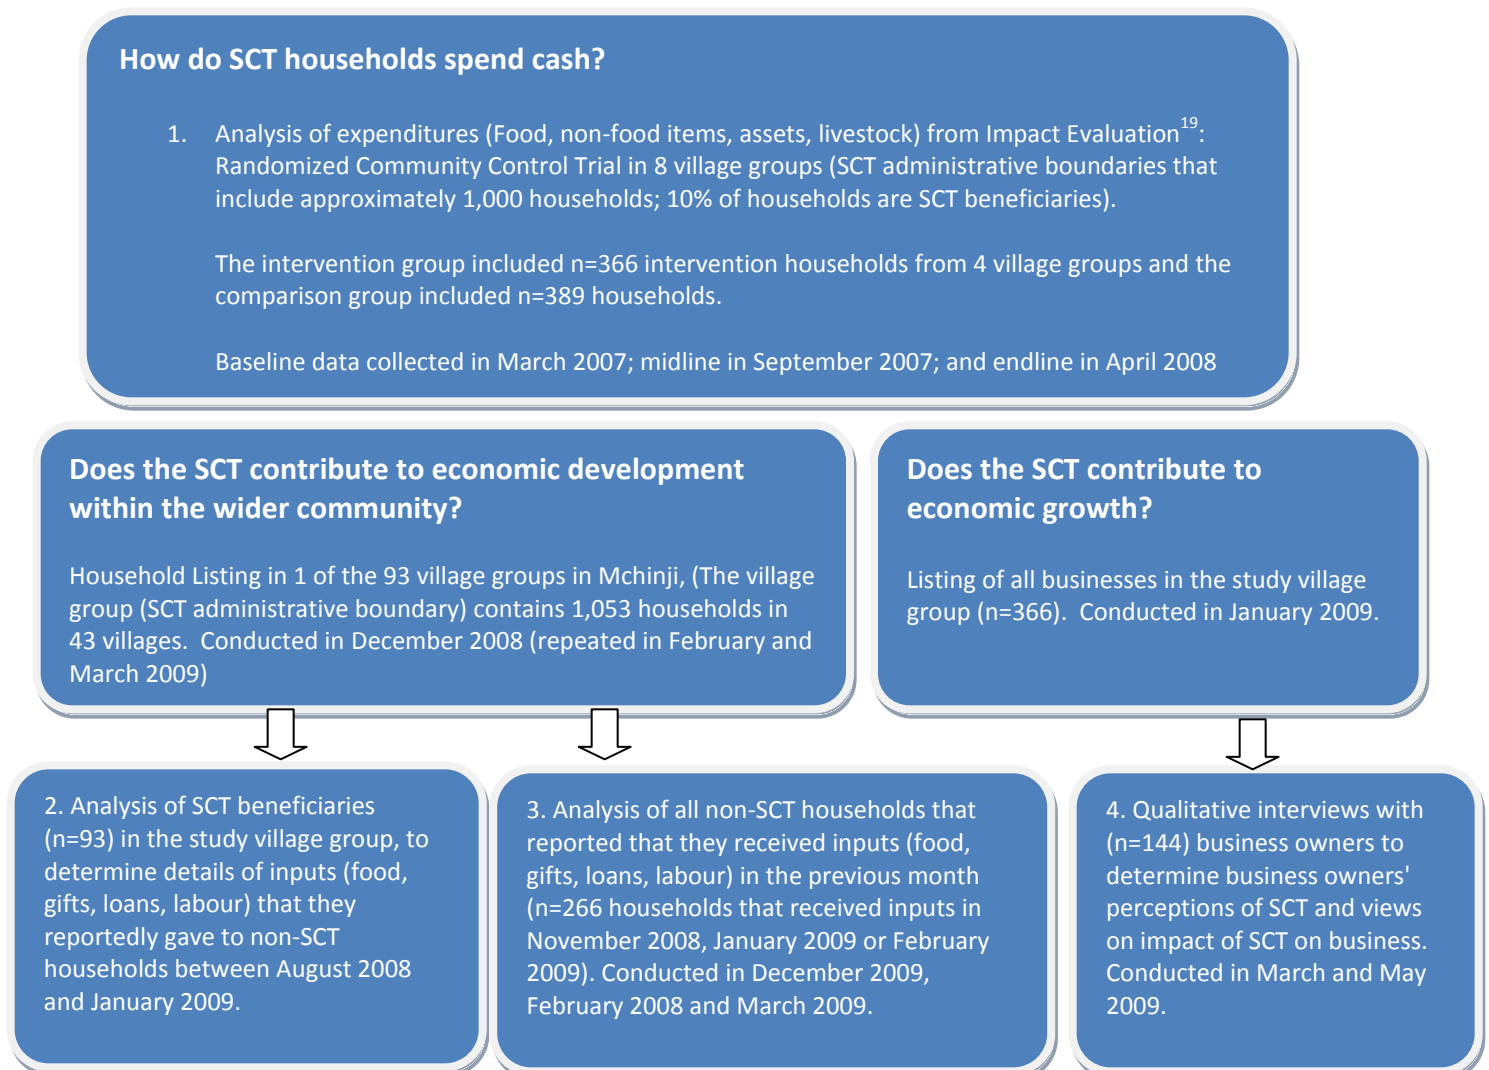 How do SCT households spend cash?
1. Analysis of expenditures (Food, non-food items, assets, livestock) from Impact Evaluation19:
Randomized Community Control Trial in 8 village groups (SCT administrative boundaries that
include approximately 1,000 households; 10% of households are SCT beneficiaries).
The intervention group included n=366 intervention households from 4 village groups and the
comparison group included n=389 households.
Baseline data collected in March 2007; midline in September 2007; and endline in April 2008
Does the SCT contribute to economic development
within the wider community?
Household Listing in 1 of the 93 village groups in Mchinji, (The village
group (SCT administrative boundary) contains 1,053 households in
43 villages. Conducted in December 2008 (repeated in February and
March 2009)
Does the SCT contribute to
economic growth?
Listing of all businesses in the study village
group (n=366). Conducted in January 2009.
2. Analysis of SCT beneficiaries
(n=93) in the study village group, to
determine details of inputs (food,
gifts, loans, labour) that they
reportedly gave to non-SCT
households between August 2008
and January 2009.
3. Analysis of all non-SCT households that
reported that they received inputs (food,
gifts, loans, labour) in the previous month
(n=266 households that received inputs in
November 2008, January 2009 or February
2009). Conducted in December 2009,
February 2008 and March 2009.
4. Qualitative interviews with
(n=144) business owners to
determine business owners'
perceptions of SCT and views
on impact of SCT on business.
Conducted in March and May
2009.